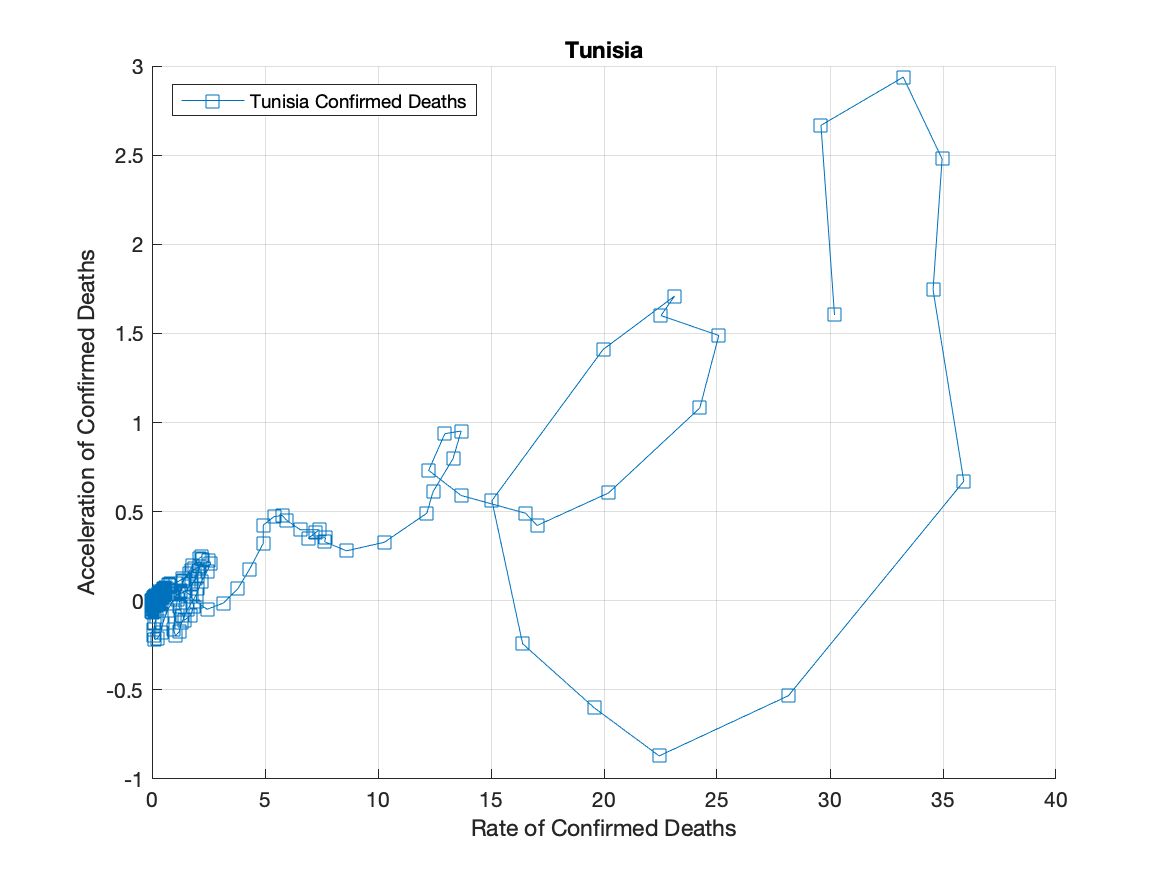 Tunisia
Tunisia Confirmed Deaths
Acceleration of Confirmed Deaths
3
2.5
2
1.5
1
0.5
0
-0.5
-1
0 5 10 15 20 25 30 35 40
Rate of Confirmed Deaths